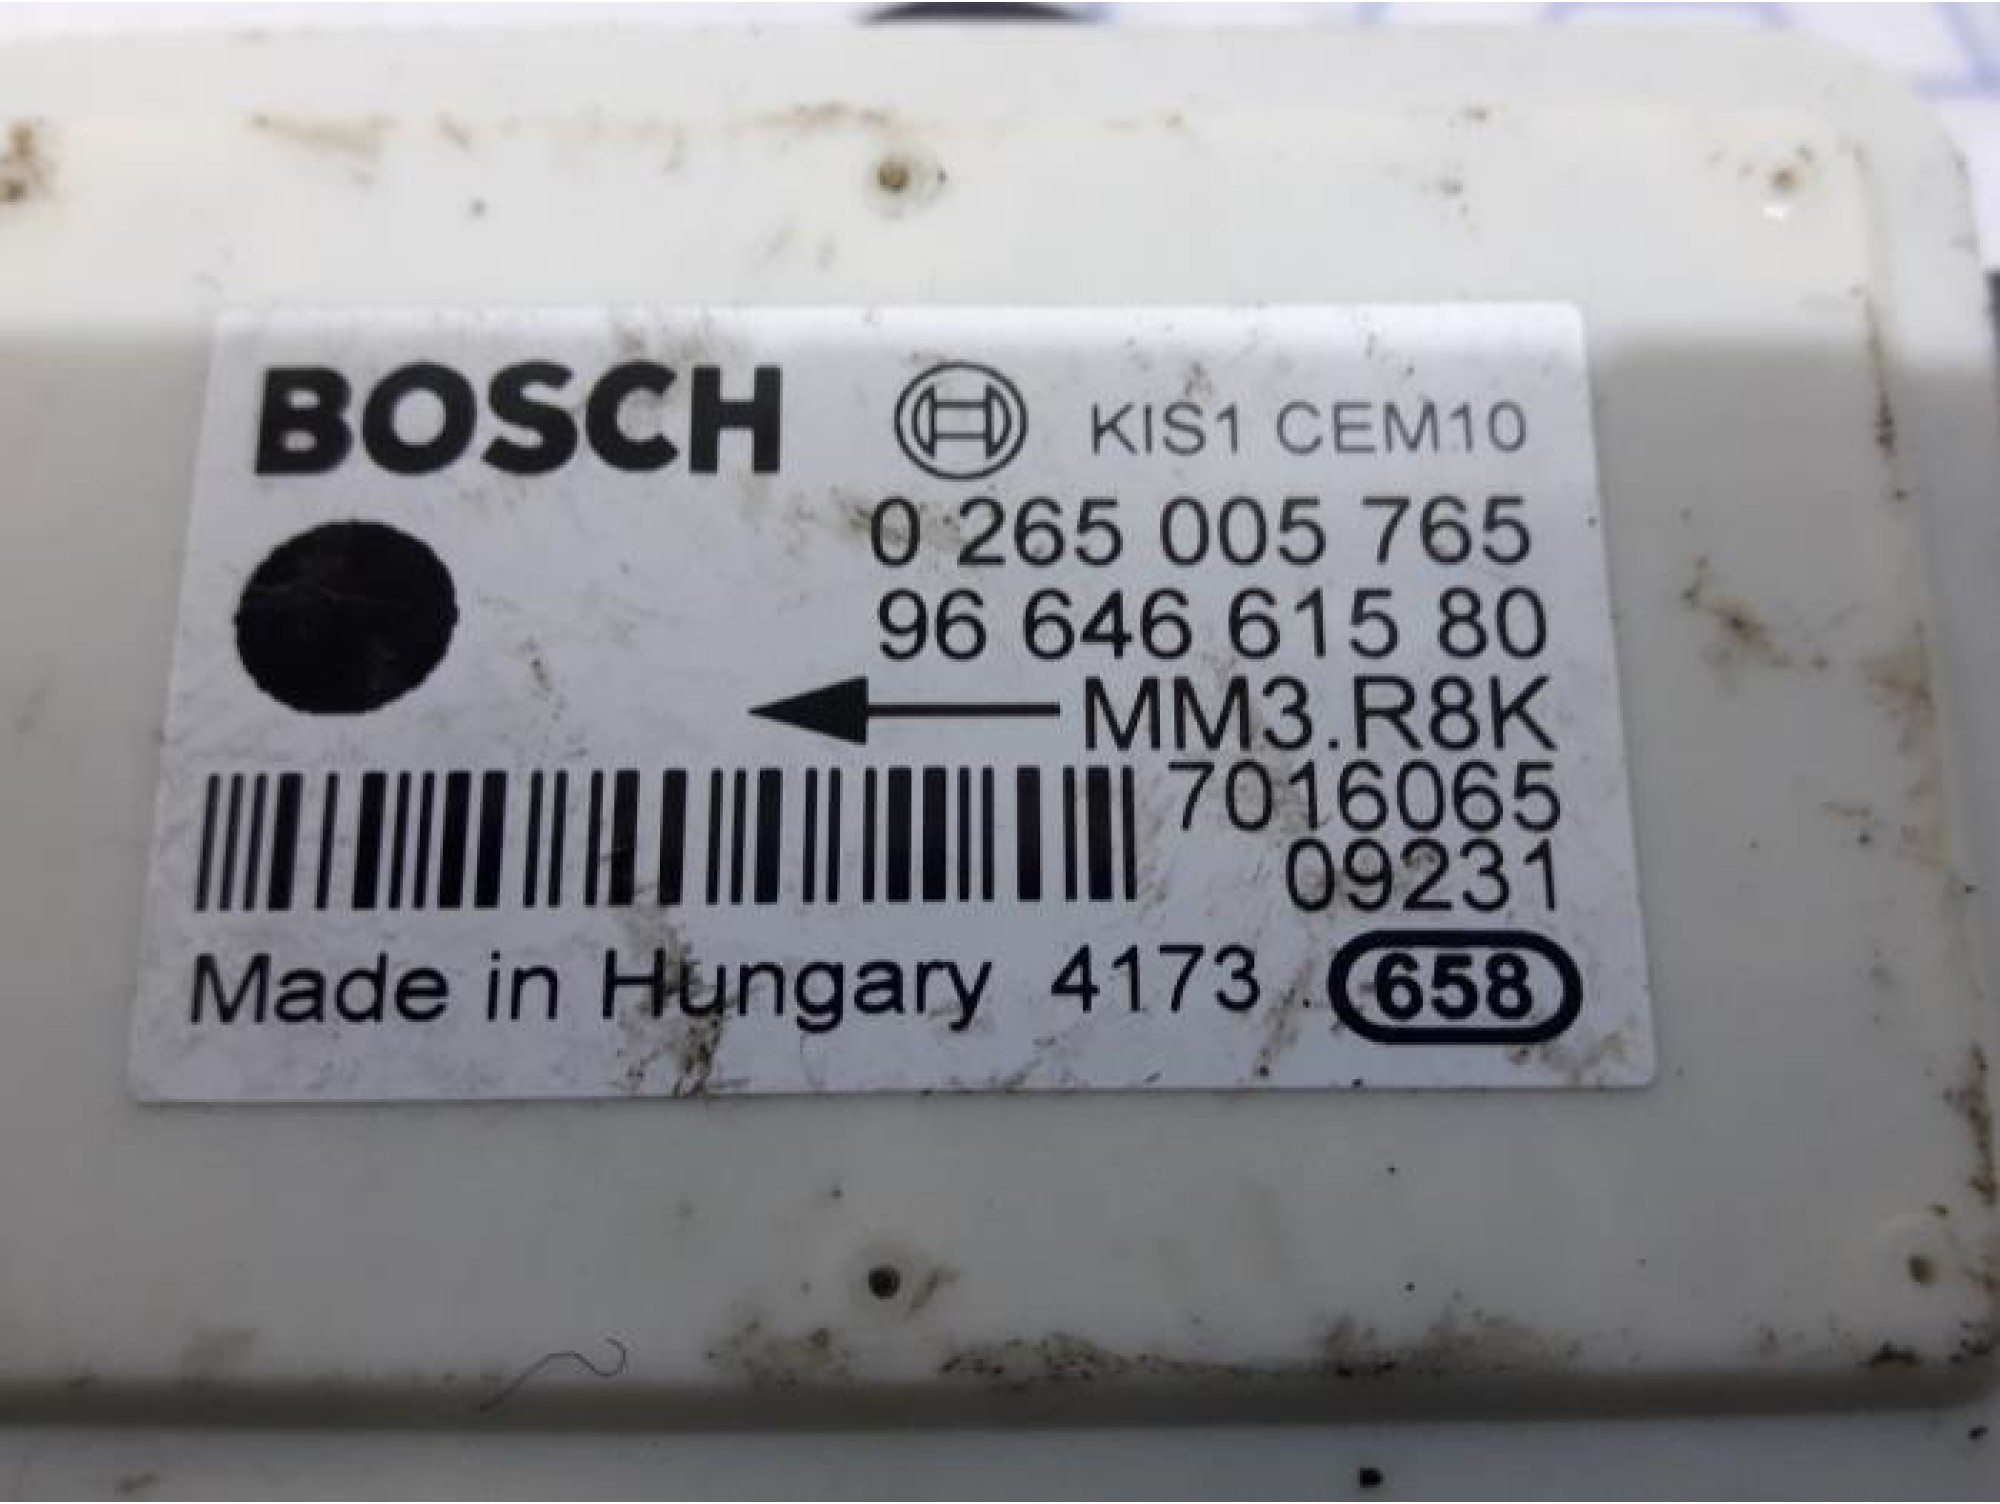 BOSCH KIS1 CEM10
0 265 005 765
96 646 615 80
MM3.R8K
7016065
09231
Made in Hungary 4173 658